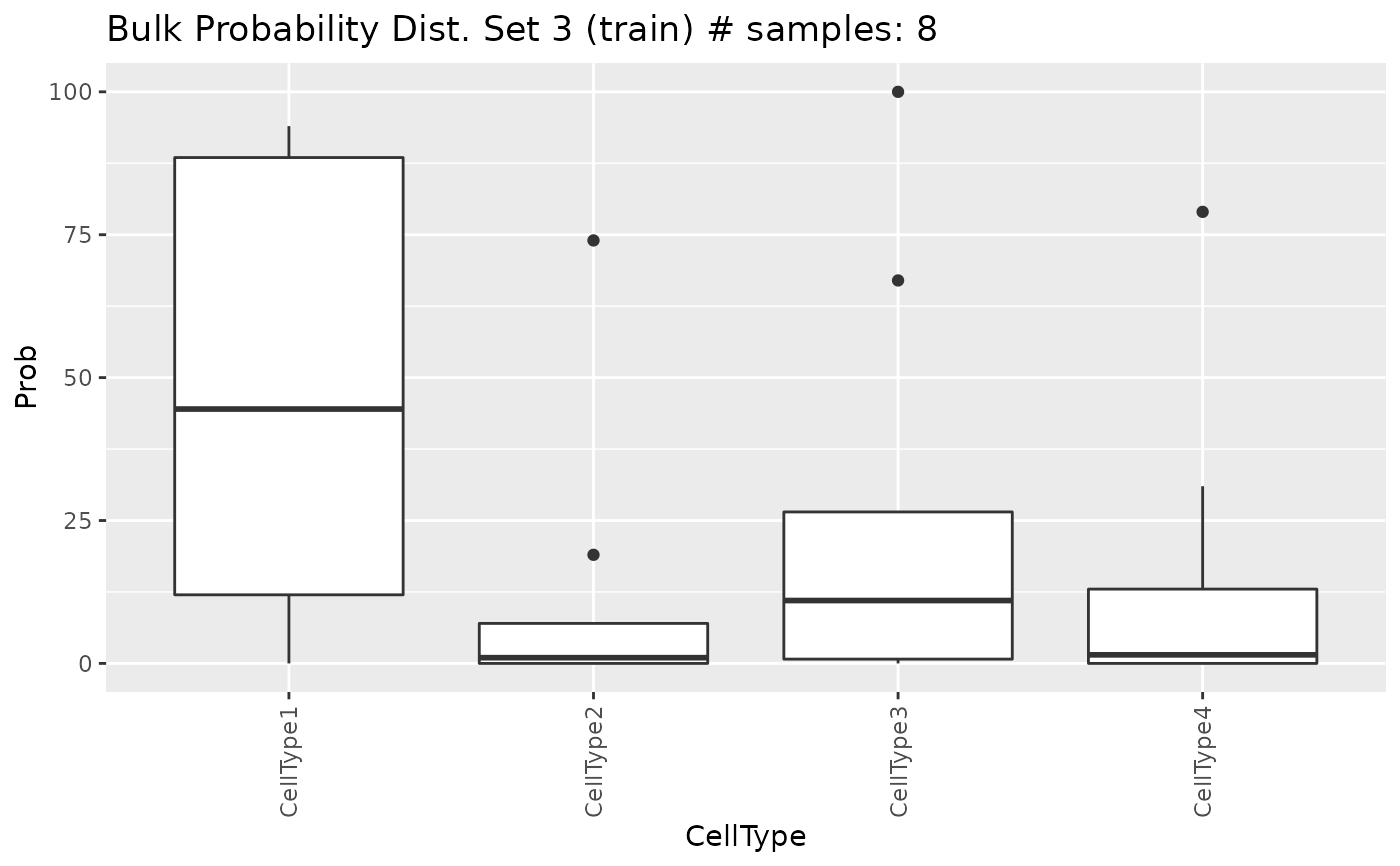 Bulk Probability Dist. Set 3 (train) # samples: 8
100
75
50
25
0
Prob
CellType1
CellType2
CellType3
CellType4
CellType